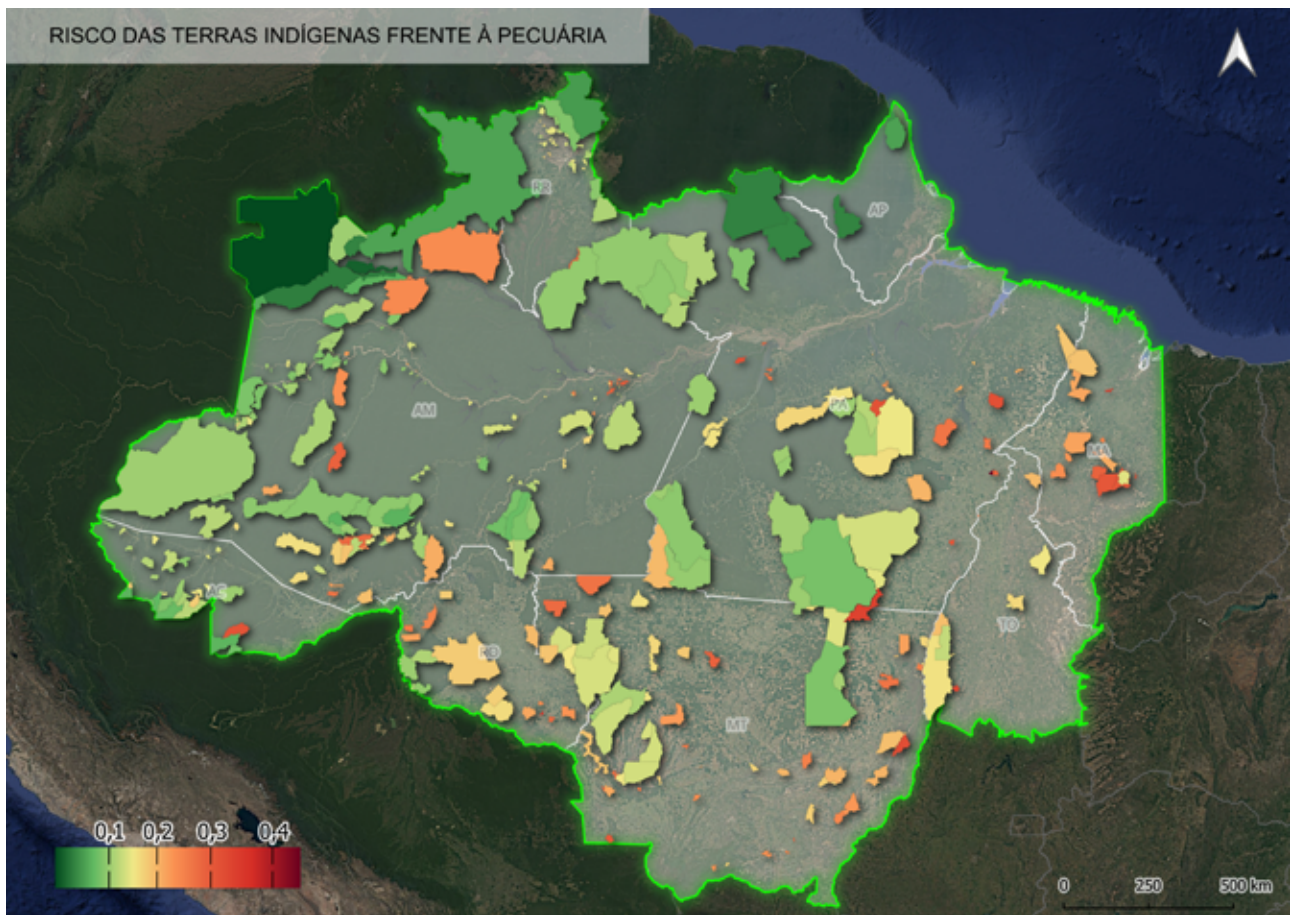 RISCO DAS TERRAS INDÍGENAS FRENTE À PECUÁRIA
RR
AP
AM
PA
MA
AC
RO
TO
MT
0,1 0,2 0,3 0,4
0 250 500 km